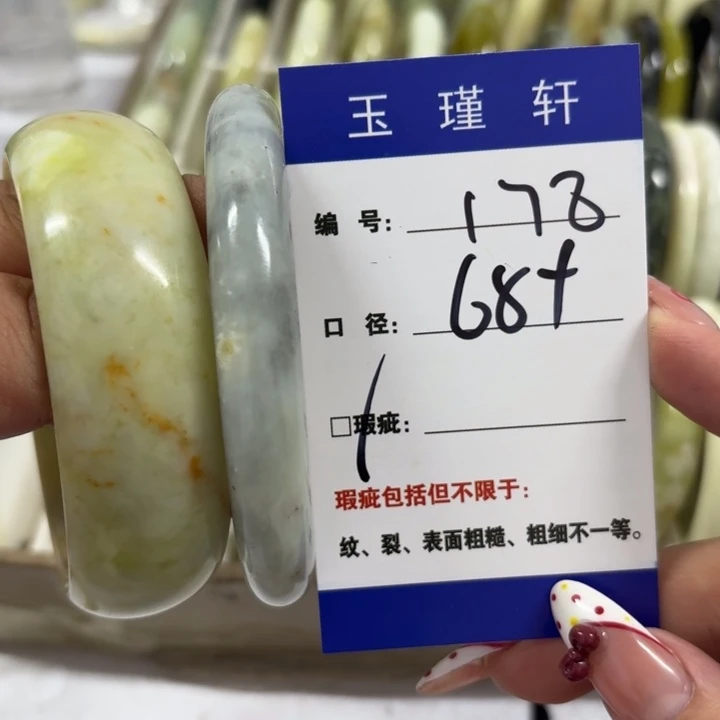 玉瑾轩
编 号: 178
口 径: 68+
□瑕疵:
瑕疵包括但不限于:
纹、裂、表面粗糙、粗细不一等。